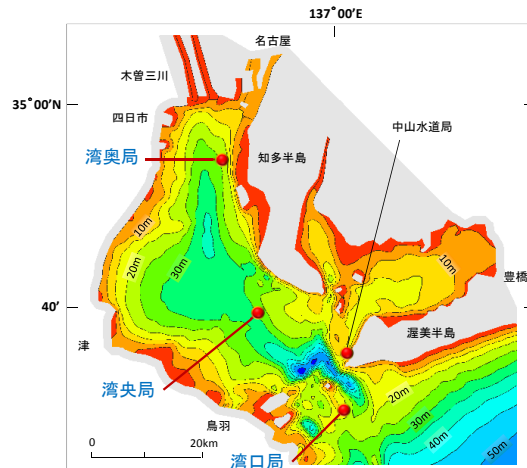 137°00’E
名古屋
木曽三川
35°00’N
四日市
中山水道局
湾奥局
知多半島
10m
20m
30m
10m
豊橋
40’
渥美半島
津
湾央局
20m
30m
40m
50m
鳥羽
0
20km
湾口局